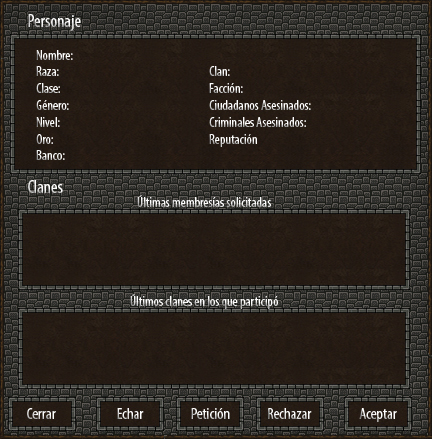 Personaje
Nombre:
Raza:
Clan:
Clase:
Facción:
Género:
Ciudadanos Asesinados:
Nivel:
Criminales Asesinados:
Oro:
Reputación
Banco:
Clanes
Últimas membresías solicitadas
Últimos clanes en los que participó
Cerrar
Echar
Petición
Rechazar
Aceptar